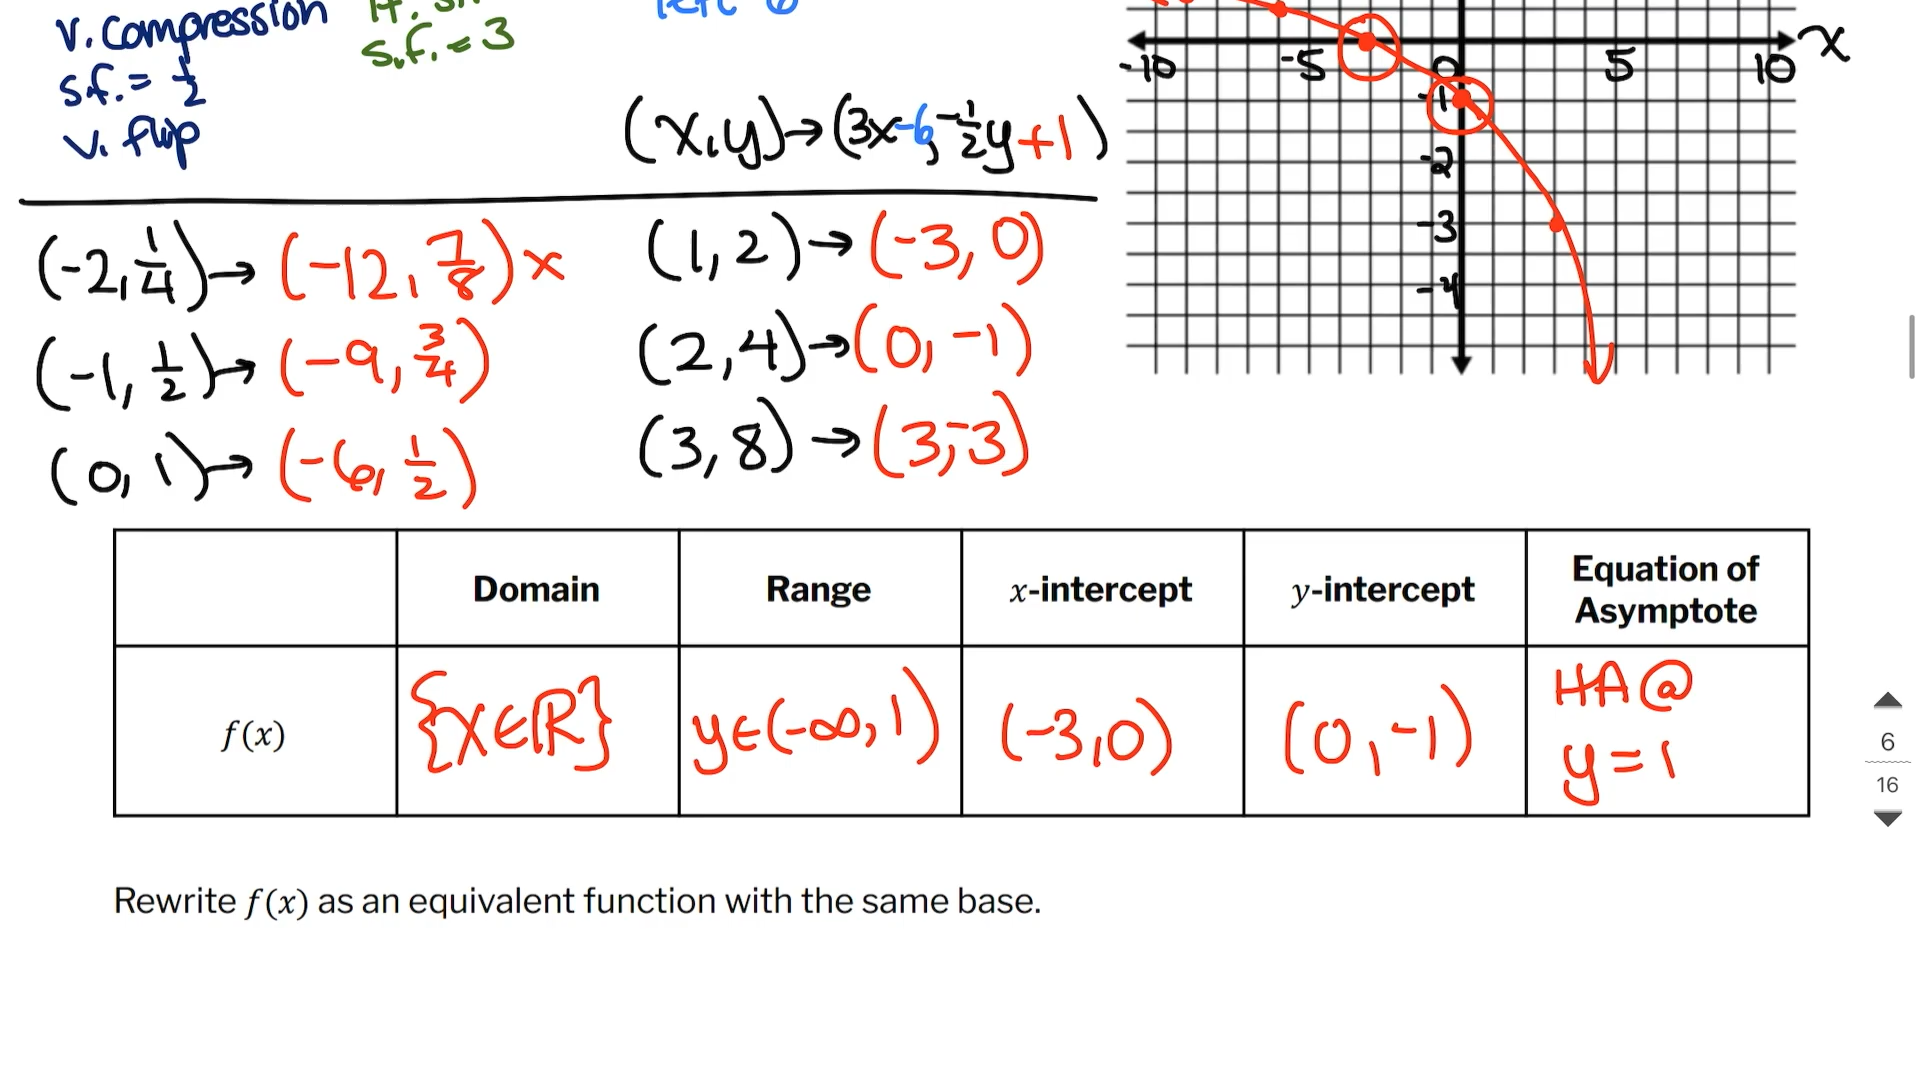 v. compression
s.f. = 1/2
v. flip
s.f. = 3
left 6
(x,y)→(3x-6, -1/2y+1)
-10 -5 0 5 10 x
-1
-2
-3
-4
(-2, 1/4)→(-12, 7/8) x
(1, 2)→(-3, 0)
(-1, 1/2)→(-9, 3/4)
(2, 4)→(0, -1)
(0, 1)→(-6, 1/2)
(3, 8)→(3, -3)
Domain Range x-intercept y-intercept Equation of
Asymptote
f(x) {x∈ℝ} y∈(-∞, 1) (-3, 0) (0, -1) HA @
y = 1
6
16
Rewrite f(x) as an equivalent function with the same base.